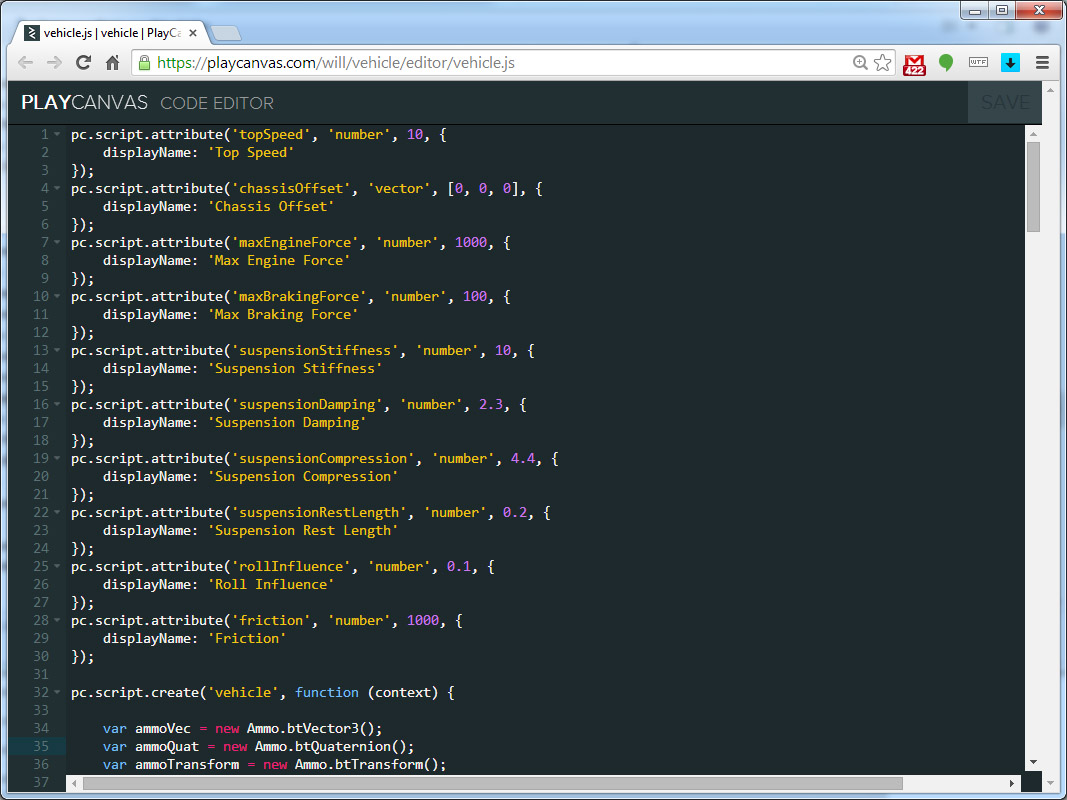 vehicle.js | vehicle | PlayCa
https://playcanvas.com/will/vehicle/editor/vehicle.js
422
WTF
PLAYCANVAS CODE EDITOR
SAVE
1 pc.script.attribute('topSpeed', 'number', 10, {
2     displayName: 'Top Speed'
3 });
4 pc.script.attribute('chassisOffset', 'vector', [0, 0, 0], {
5     displayName: 'Chassis Offset'
6 });
7 pc.script.attribute('maxEngineForce', 'number', 1000, {
8     displayName: 'Max Engine Force'
9 });
10 pc.script.attribute('maxBrakingForce', 'number', 100, {
11     displayName: 'Max Braking Force'
12 });
13 pc.script.attribute('suspensionStiffness', 'number', 10, {
14     displayName: 'Suspension Stiffness'
15 });
16 pc.script.attribute('suspensionDamping', 'number', 2.3, {
17     displayName: 'Suspension Damping'
18 });
19 pc.script.attribute('suspensionCompression', 'number', 4.4, {
20     displayName: 'Suspension Compression'
21 });
22 pc.script.attribute('suspensionRestLength', 'number', 0.2, {
23     displayName: 'Suspension Rest Length'
24 });
25 pc.script.attribute('rollInfluence', 'number', 0.1, {
26     displayName: 'Roll Influence'
27 });
28 pc.script.attribute('friction', 'number', 1000, {
29     displayName: 'Friction'
30 });
31
32 pc.script.create('vehicle', function (context) {
33
34     var ammoVec = new Ammo.btVector3();
35     var ammoQuat = new Ammo.btQuaternion();
36     var ammoTransform = new Ammo.btTransform();
37